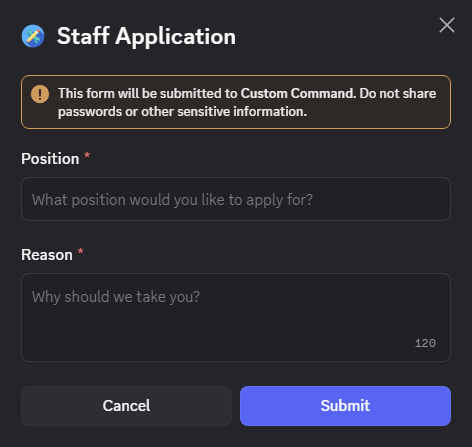 Staff Application
This form will be submitted to Custom Command. Do not share
passwords or other sensitive information.
Position *
What position would you like to apply for?
Reason *
Why should we take you?
120
Cancel
Submit